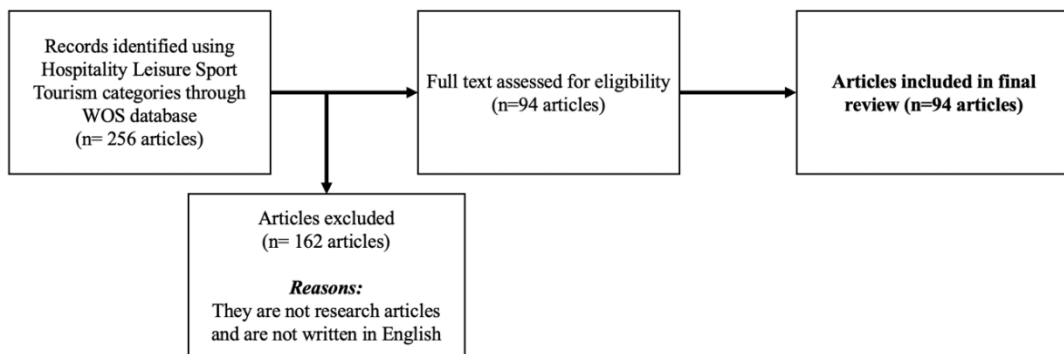 Records identified using
Hospitality Leisure Sport
Tourism categories through
WOS database
(n= 256 articles)
Full text assessed for eligibility
(n=94 articles)
Articles included in final
review (n=94 articles)
Articles excluded
(n= 162 articles)
Reasons:
They are not research articles
and are not written in English